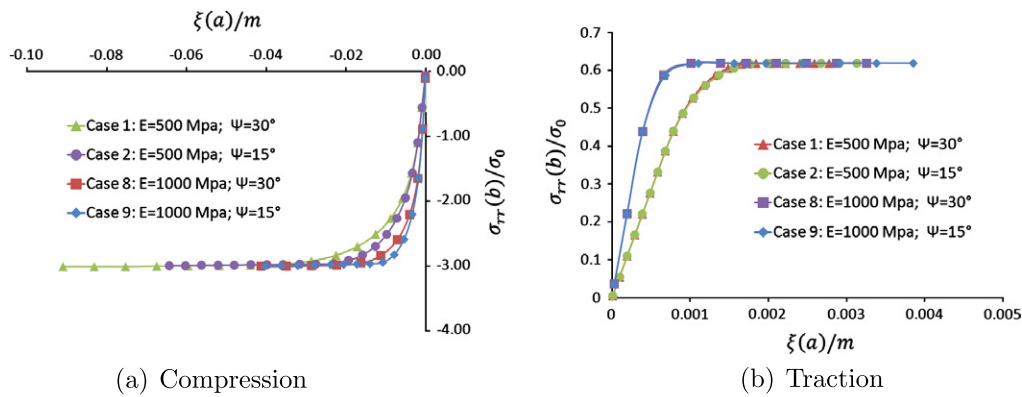 ξ(a)/m
-0.10 -0.08 -0.06 -0.04 -0.02 0.00
0.00
-1.00
-2.00
-3.00
-4.00
σrr(b)/σ0
Case 1: E=500 Mpa; Ψ=30°
Case 2: E=500 Mpa; Ψ=15°
Case 8: E=1000 Mpa; Ψ=30°
Case 9: E=1000 Mpa; Ψ=15°
(a) Compression
0.7
0.6
0.5
0.4
0.3
0.2
0.1
0
σrr(b)/σ0
Case 1: E=500 Mpa; Ψ=30°
Case 2: E=500 Mpa; Ψ=15°
Case 8: E=1000 Mpa; Ψ=30°
Case 9: E=1000 Mpa; Ψ=15°
0 0.001 0.002 0.003 0.004 0.005
ξ(a)/m
(b) Traction